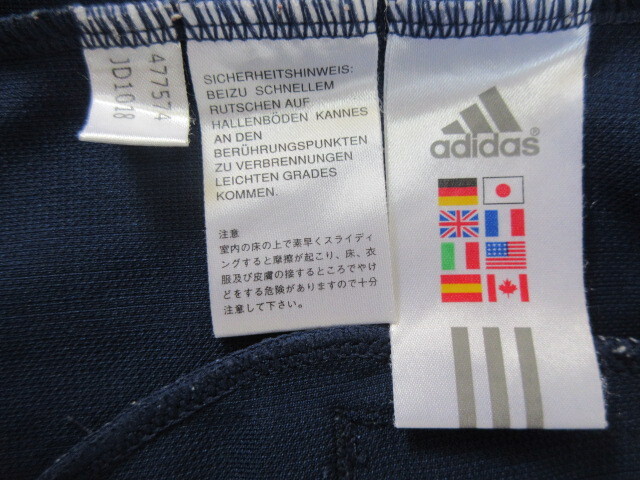 477574
JD1018
SICHERHEITSHINWEIS:
BEIZU SCHNELLEM
RUTSCHEN AUF
HALLENBÖDEN KANNES
AN DEN
BERÜHRUNGSPUNKTEN
ZU VERBRENNUNGEN
LEICHTEN GRADES
KOMMEN.
注意
室内の床の上で素早くスライディ
ングすると摩擦が起こり、床、衣
服及び皮膚の接するところでやけ
どをする危険がありますので十分
注意して下さい。
adidas®